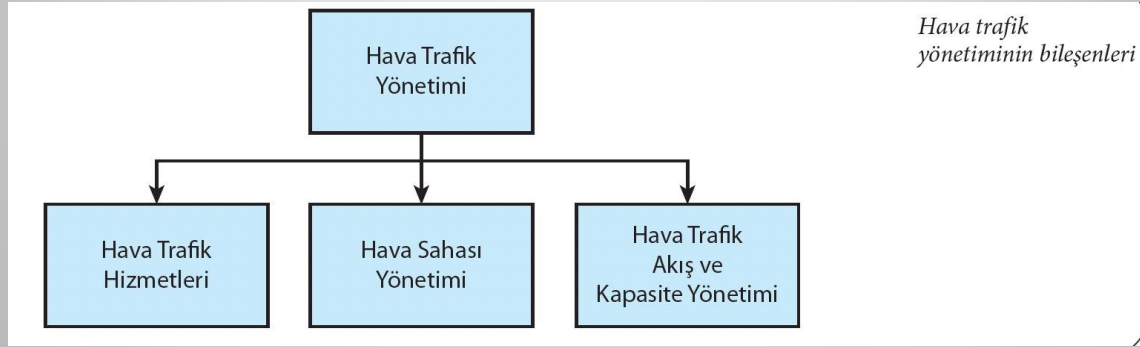 Hava Trafik
Yönetimi
Hava trafik
yönetiminin bileşenleri
Hava Trafik
Hizmetleri
Hava Sahası
Yönetimi
Hava Trafik
Akış ve
Kapasite Yönetimi